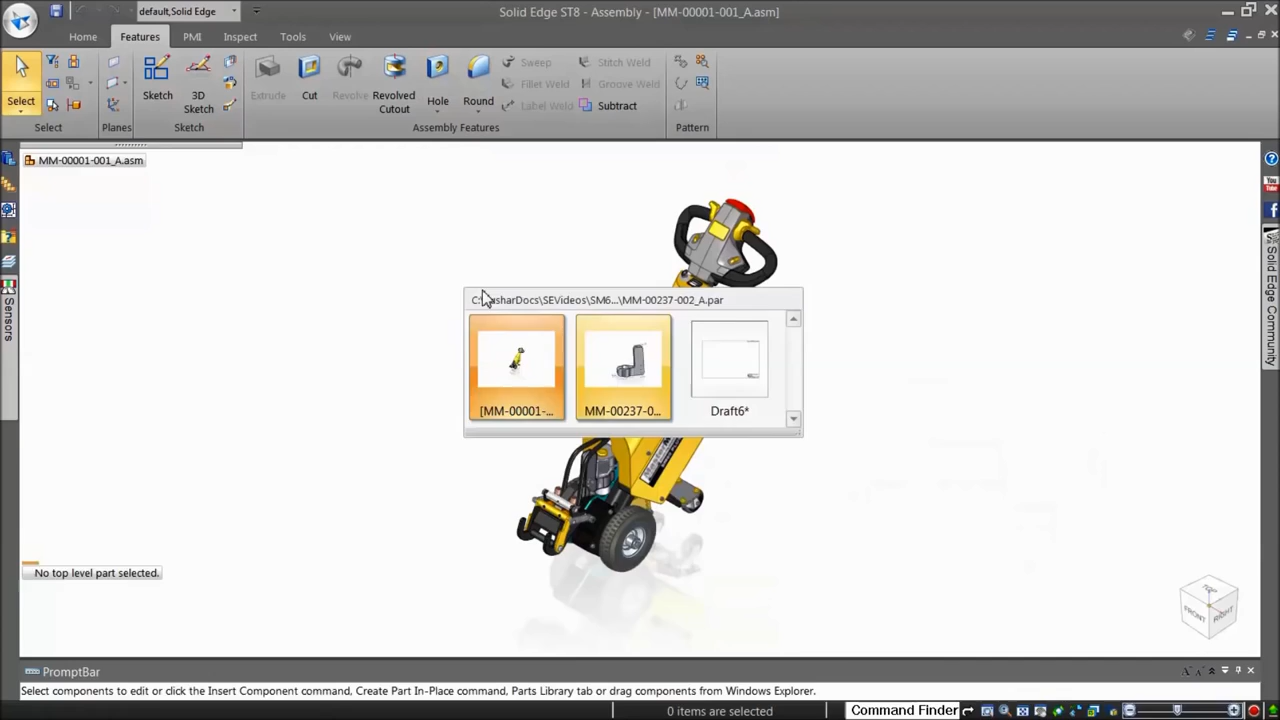 default,Solid Edge
Solid Edge ST8 - Assembly - [MM-00001-001_A.asm]
Home Features PMI Inspect Tools View
Select
Sketch
3D
Sketch
Extrude
Cut
Revolve
Revolved
Cutout
Hole
Round
Sweep
Fillet Weld
Label Weld
Stitch Weld
Groove Weld
Subtract
Select Planes Sketch Assembly Features Pattern
MM-00001-001_A.asm
You
Tube
Solid Edge Community
Sensors
\SEVideos\SM6...\MM-00237-002_A.par
[MM-00001-... MM-00237-0... Draft6*
No top level part selected.
TOP
FRONT
RIGHT
PromptBar
Select components to edit or click the Insert Component command, Create Part In-Place command, Parts Library tab or drag components from Windows Explorer.
0 items are selected
Command Finder